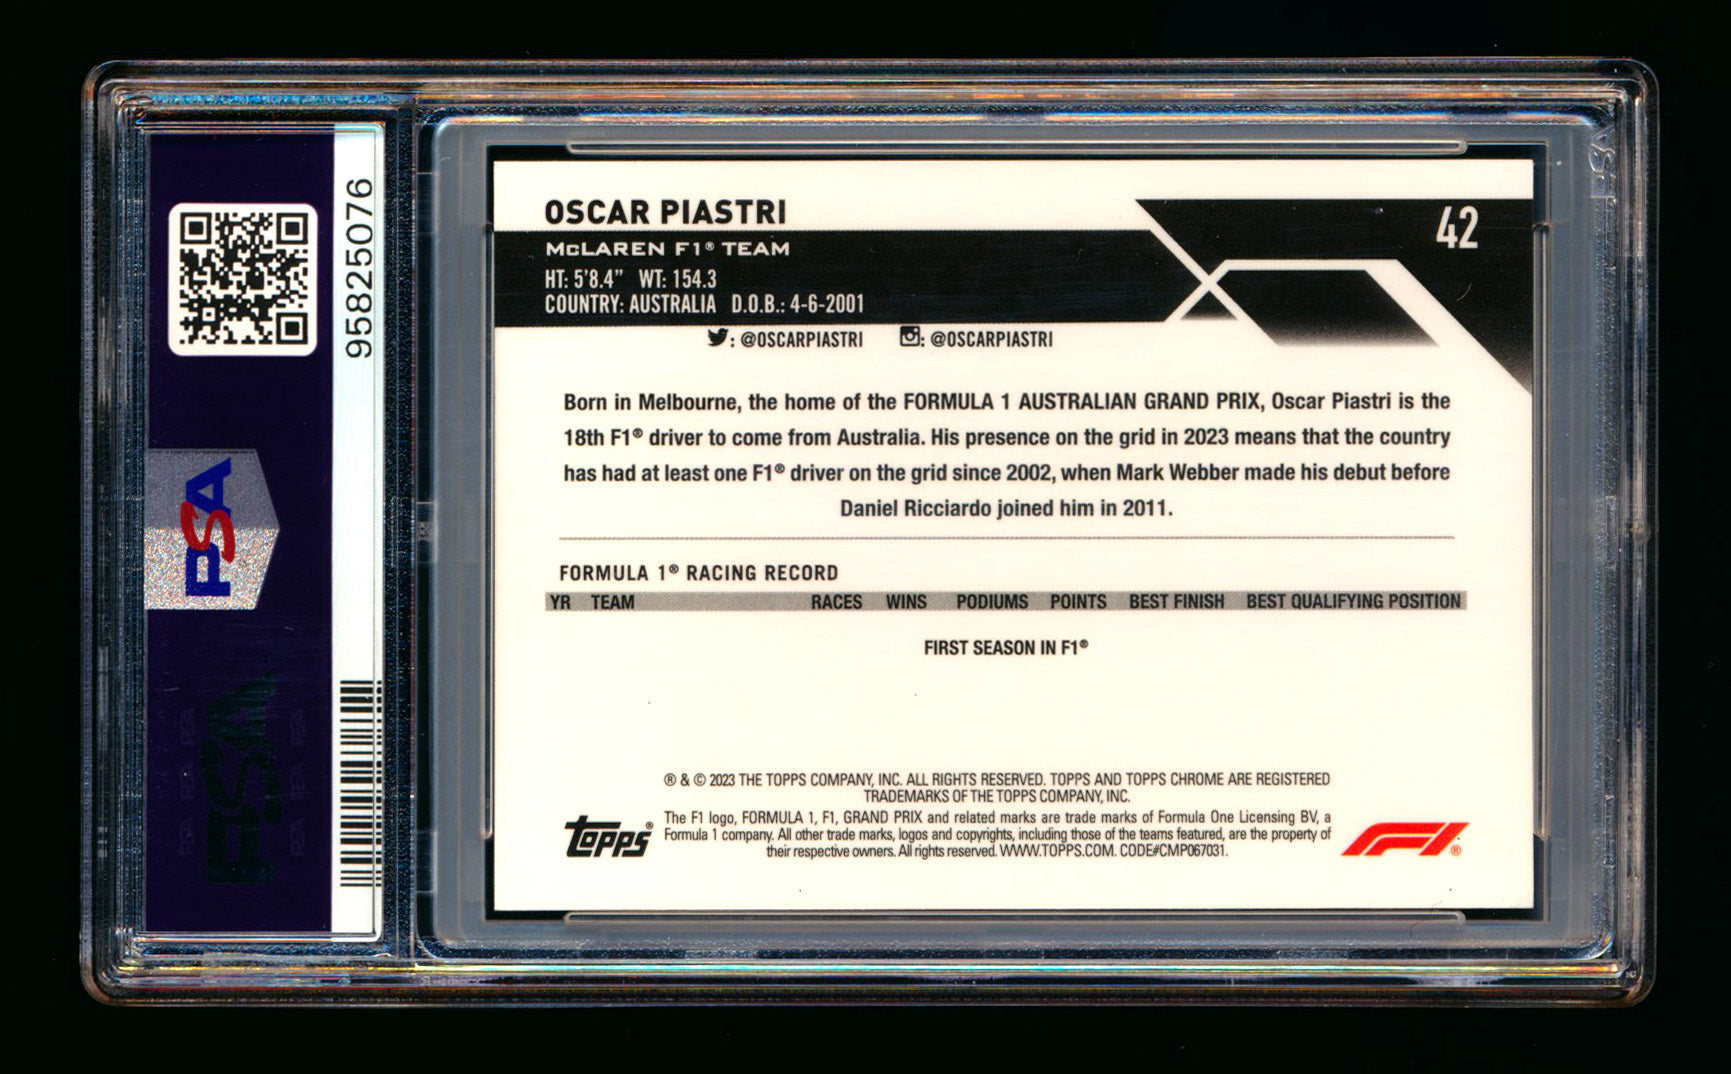 95825076
PSA
PSA
OSCAR PIASTRI
42
McLAREN F1® TEAM
HT: 5'8.4" WT: 154.3
COUNTRY: AUSTRALIA D.O.B.: 4-6-2001
: @OSCARPIASTRI : @OSCARPIASTRI
Born in Melbourne, the home of the FORMULA 1 AUSTRALIAN GRAND PRIX, Oscar Piastri is the
18th F1® driver to come from Australia. His presence on the grid in 2023 means that the country
has had at least one F1® driver on the grid since 2002, when Mark Webber made his debut before
Daniel Ricciardo joined him in 2011.
FORMULA 1® RACING RECORD
YR TEAM RACES WINS PODIUMS POINTS BEST FINISH BEST QUALIFYING POSITION
FIRST SEASON IN F1®
® & © 2023 THE TOPPS COMPANY, INC. ALL RIGHTS RESERVED. TOPPS AND TOPPS CHROME ARE REGISTERED
TRADEMARKS OF THE TOPPS COMPANY, INC.
The F1 logo, FORMULA 1, F1, GRAND PRIX and related marks are trade marks of Formula One Licensing BV, a
Formula 1 company. All other trade marks, logos and copyrights, including those of the teams featured, are the property of
their respective owners. All rights reserved. WWW.TOPPS.COM. CODE#CMP067031.
topps®
F1®
PSA